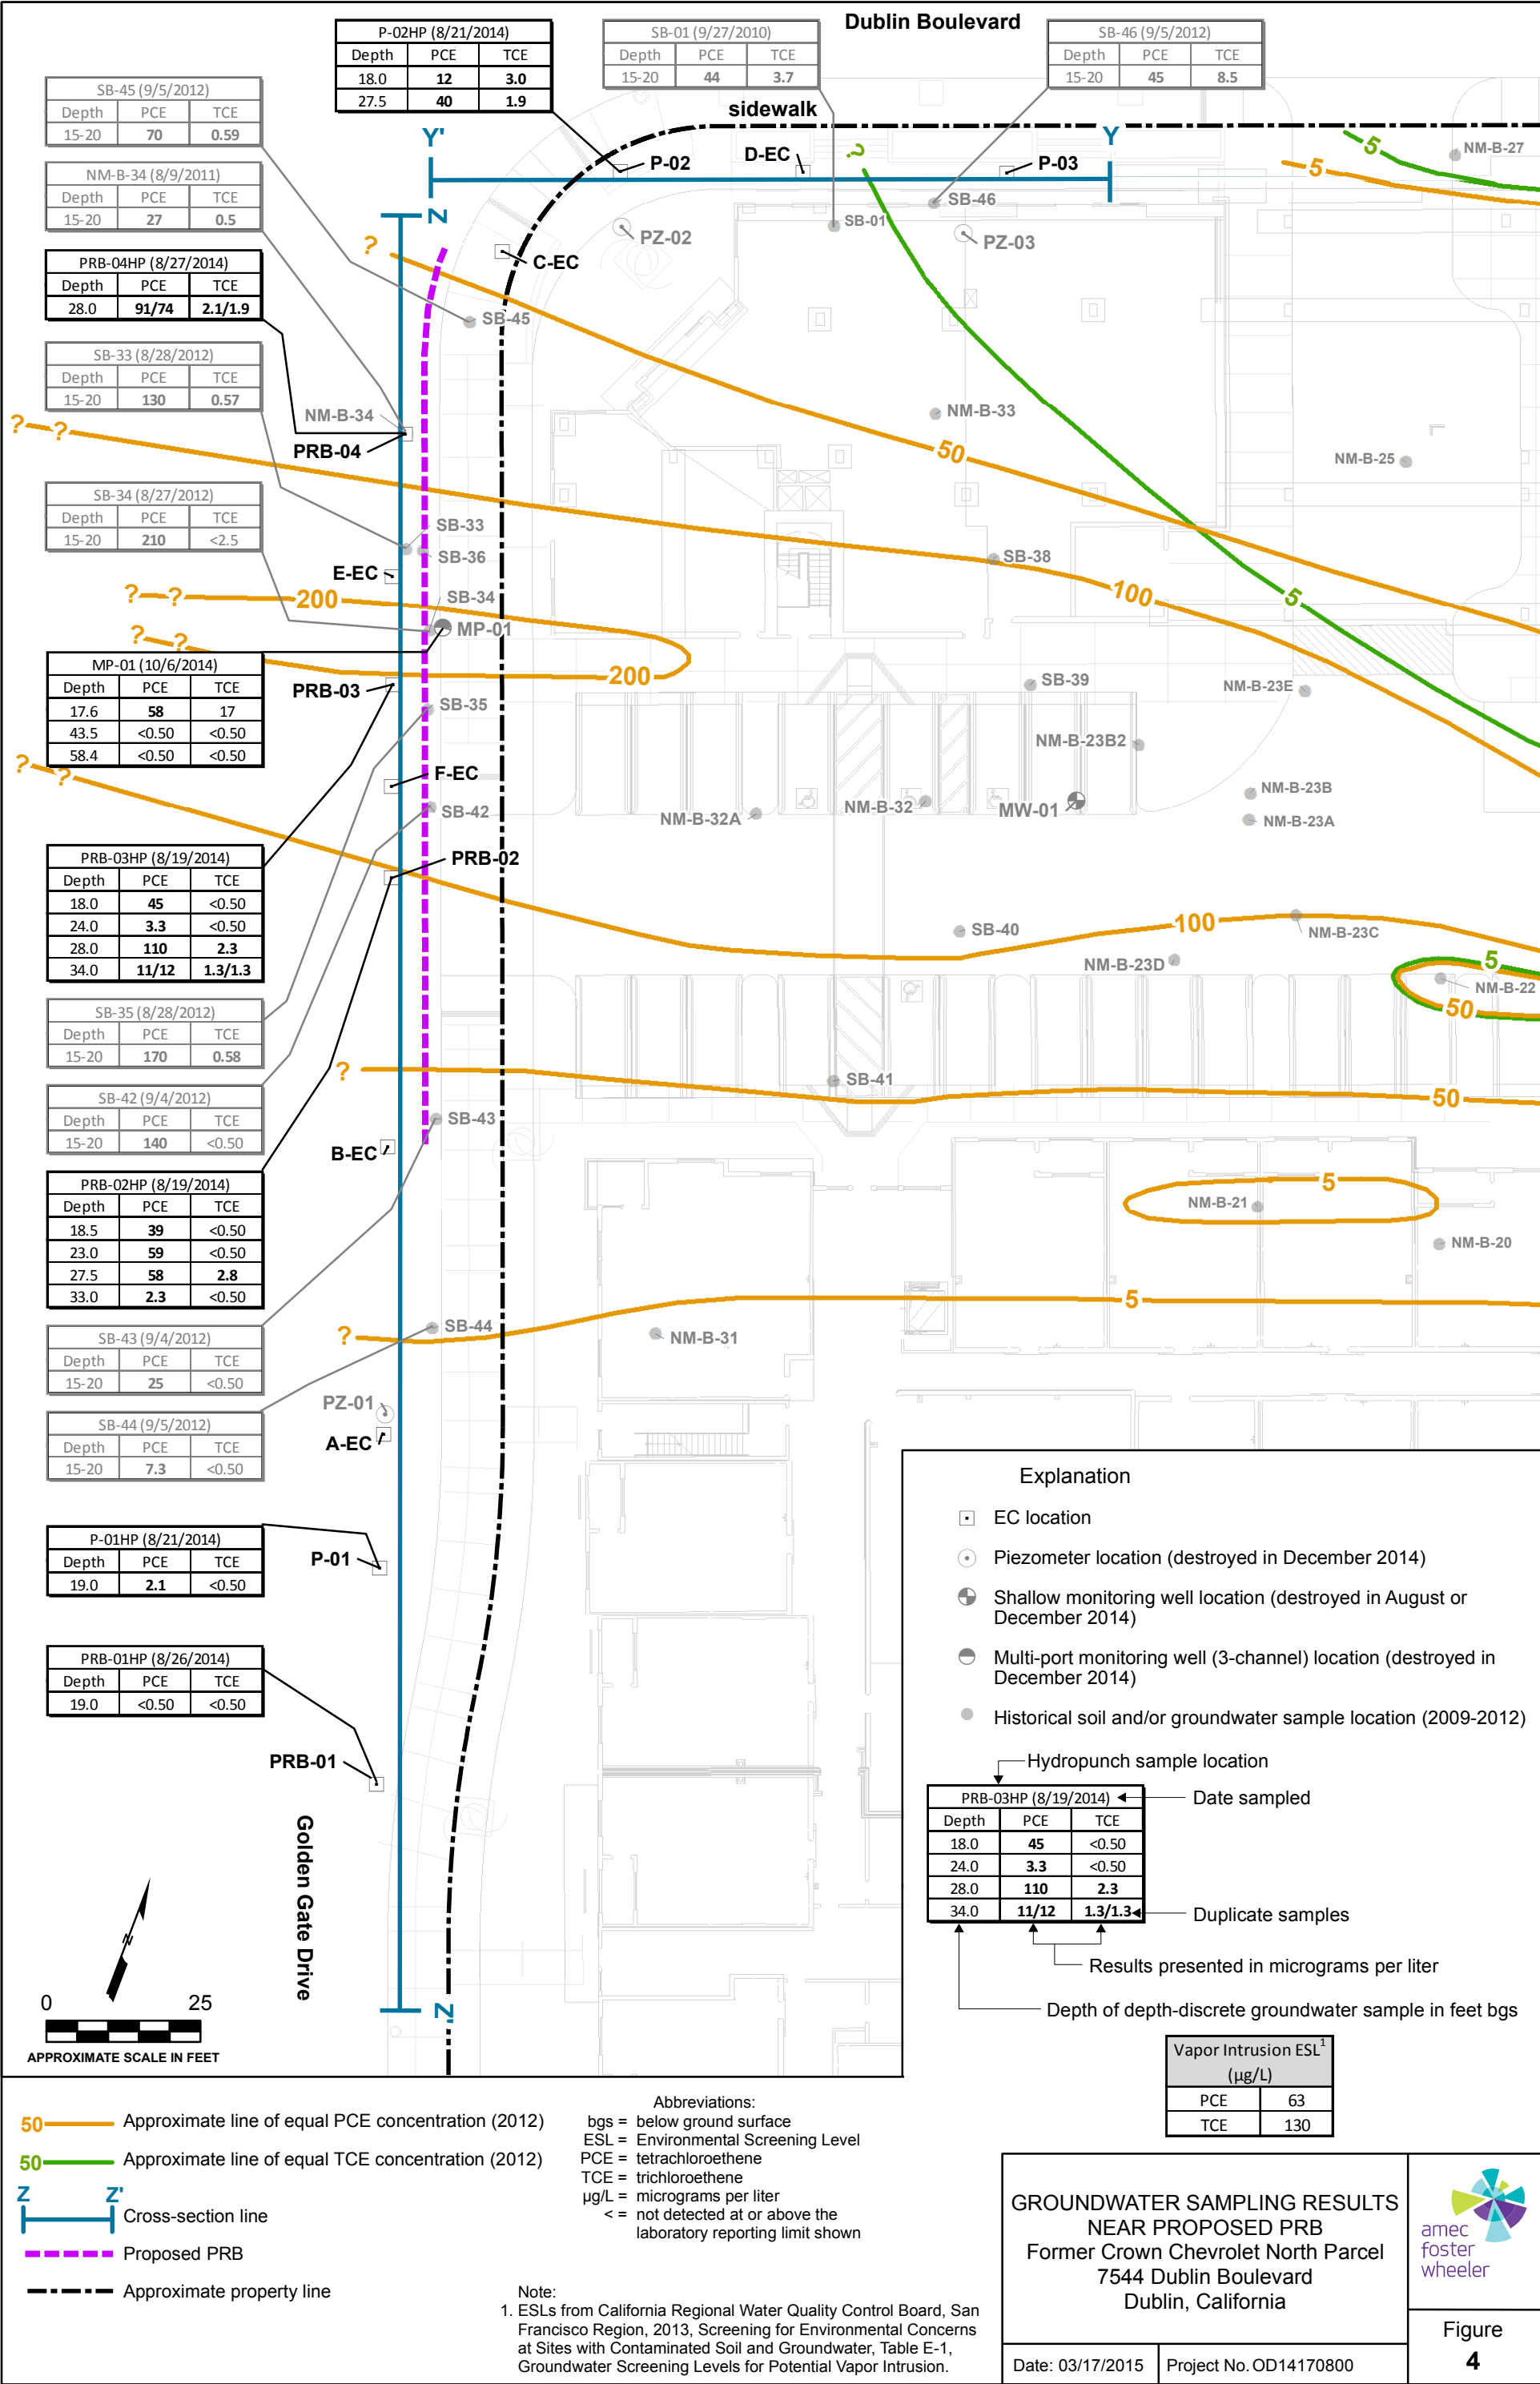 Dublin Boulevard
P-02HP (8/21/2014)
Depth PCE TCE
18.0 12 3.0
27.5 40 1.9
SB-01 (9/27/2010)
Depth PCE TCE
15-20 44 3.7
SB-46 (9/5/2012)
Depth PCE TCE
15-20 45 8.5
SB-45 (9/5/2012)
Depth PCE TCE
15-20 70 0.59
NM-B-34 (8/9/2011)
Depth PCE TCE
15-20 27 0.5
PRB-04HP (8/27/2014)
Depth PCE TCE
28.0 91/74 2.1/1.9
SB-33 (8/28/2012)
Depth PCE TCE
15-20 130 0.57
SB-34 (8/27/2012)
Depth PCE TCE
15-20 210 <2.5
MP-01 (10/6/2014)
Depth PCE TCE
17.6 58 17
43.5 <0.50 <0.50
58.4 <0.50 <0.50
PRB-03HP (8/19/2014)
Depth PCE TCE
18.0 45 <0.50
24.0 3.3 <0.50
28.0 110 2.3
34.0 11/12 1.3/1.3
SB-35 (8/28/2012)
Depth PCE TCE
15-20 170 0.58
SB-42 (9/4/2012)
Depth PCE TCE
15-20 140 <0.50
PRB-02HP (8/19/2014)
Depth PCE TCE
18.5 39 <0.50
23.0 59 <0.50
27.5 58 2.8
33.0 2.3 <0.50
SB-43 (9/4/2012)
Depth PCE TCE
15-20 25 <0.50
SB-44 (9/5/2012)
Depth PCE TCE
15-20 7.3 <0.50
P-01HP (8/21/2014)
Depth PCE TCE
19.0 2.1 <0.50
PRB-01HP (8/26/2014)
Depth PCE TCE
19.0 <0.50 <0.50
sidewalk
Y'
Y
Z
P-02
D-EC
?
P-03
5
5
NM-B-27
SB-46
SB-01
PZ-02
PZ-03
?
C-EC
SB-45
NM-B-34
PRB-04
? ?
NM-B-33
50
NM-B-25
SB-33
SB-36
E-EC
SB-38
? ?
200
SB-34
MP-01
100
5
? ?
200
PRB-03
SB-35
SB-39
NM-B-23E
NM-B-23B2
? ?
F-EC
SB-42
NM-B-32A
NM-B-32
MW-01
NM-B-23B
NM-B-23A
PRB-02
SB-40
100
NM-B-23C
NM-B-23D
5
NM-B-22
50
?
SB-41
50
SB-43
B-EC
5
NM-B-21
NM-B-20
5
?
SB-44
NM-B-31
PZ-01
A-EC
P-01
PRB-01
Golden Gate Drive
Z'
N
0 25
APPROXIMATE SCALE IN FEET
Explanation
EC location
Piezometer location (destroyed in December 2014)
Shallow monitoring well location (destroyed in August or
December 2014)
Multi-port monitoring well (3-channel) location (destroyed in
December 2014)
Historical soil and/or groundwater sample location (2009-2012)
Hydropunch sample location
PRB-03HP (8/19/2014)
Date sampled
Depth PCE TCE
18.0 45 <0.50
24.0 3.3 <0.50
28.0 110 2.3
34.0 11/12 1.3/1.3
Duplicate samples
Results presented in micrograms per liter
Depth of depth-discrete groundwater sample in feet bgs
Vapor Intrusion ESL1
(µg/L)
PCE 63
TCE 130
50 Approximate line of equal PCE concentration (2012)
50 Approximate line of equal TCE concentration (2012)
Z Z'
Cross-section line
Proposed PRB
Approximate property line
Abbreviations:
bgs = below ground surface
ESL = Environmental Screening Level
PCE = tetrachloroethene
TCE = trichloroethene
µg/L = micrograms per liter
< = not detected at or above the
laboratory reporting limit shown
Note:
1. ESLs from California Regional Water Quality Control Board, San
Francisco Region, 2013, Screening for Environmental Concerns
at Sites with Contaminated Soil and Groundwater, Table E-1,
Groundwater Screening Levels for Potential Vapor Intrusion.
GROUNDWATER SAMPLING RESULTS
NEAR PROPOSED PRB
Former Crown Chevrolet North Parcel
7544 Dublin Boulevard
Dublin, California
Date: 03/17/2015 Project No. OD14170800
amec
foster
wheeler
Figure
4